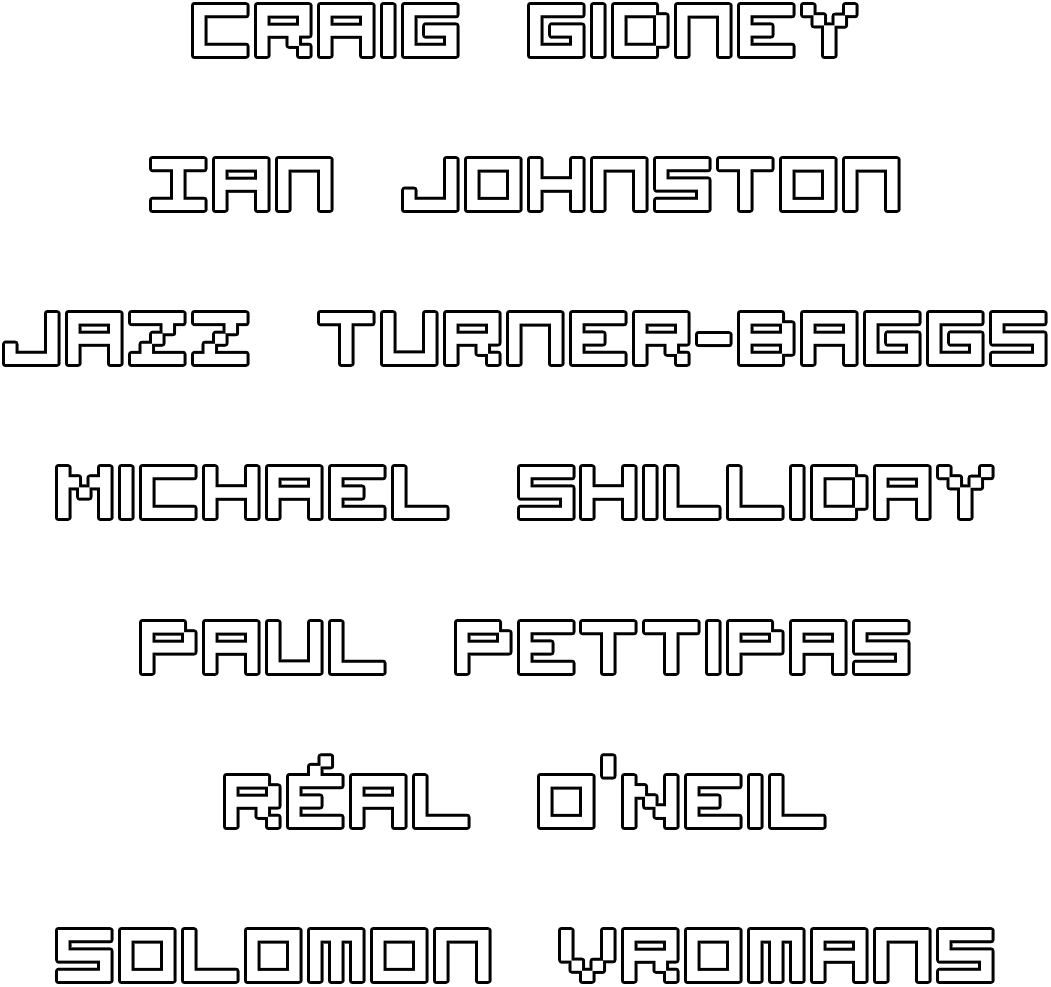 CRAIG GIDNEY
IAN JOHNSTON
JAZZ TURNER-BAGGS
MICHAEL SHILLIDAY
PAUL PETTIPAS
RÉAL O'NEIL
SOLOMON VROMANS